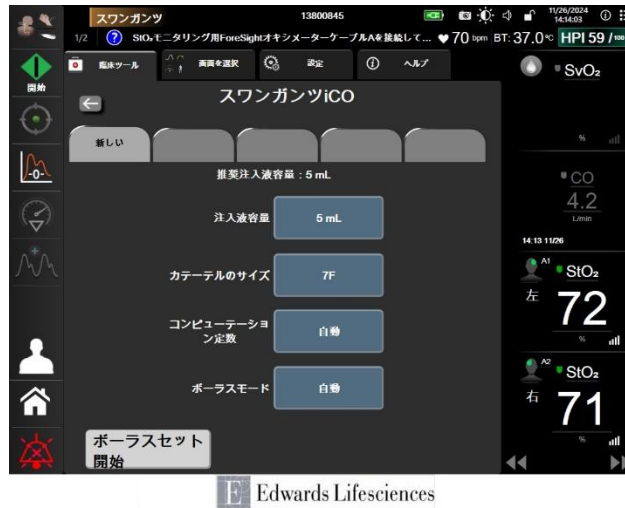 スワンガンツ
13800845
11/26/2024
14:14:03
1/2 ? StO₂モニタリング用ForeSightオキシメーターケーブルAを接続して...
70 bpm BT: 37.0 °C HPI 59 /100
開始
臨床ツール
画面を選択
設定
ヘルプ
スワンガンツiCO
新しい
推奨注入液容量 : 5 mL
注入液容量 5 mL
カテーテルのサイズ 7F
コンピューテーショ
ン定数
自動
ボーラスモード 自動
ボーラスセット
開始
-0-
SvO₂
%
CO
4.2
L/min
14:13 11/26
A1 StO₂
左 72
%
A2 StO₂
右 71
%
E Edwards Lifesciences